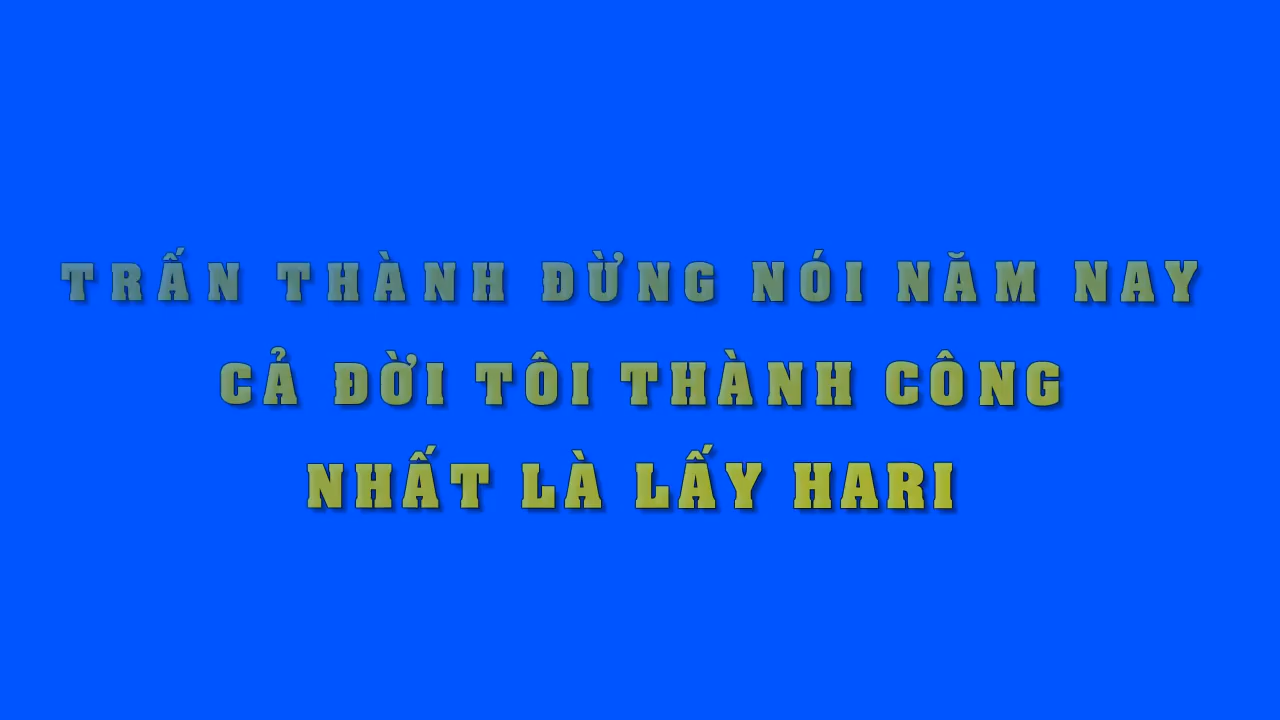 TRẤN THÀNH ĐỪNG NÓI NĂM NAY
CẢ ĐỜI TÔI THÀNH CÔNG
NHẤT LÀ LẤY HARI